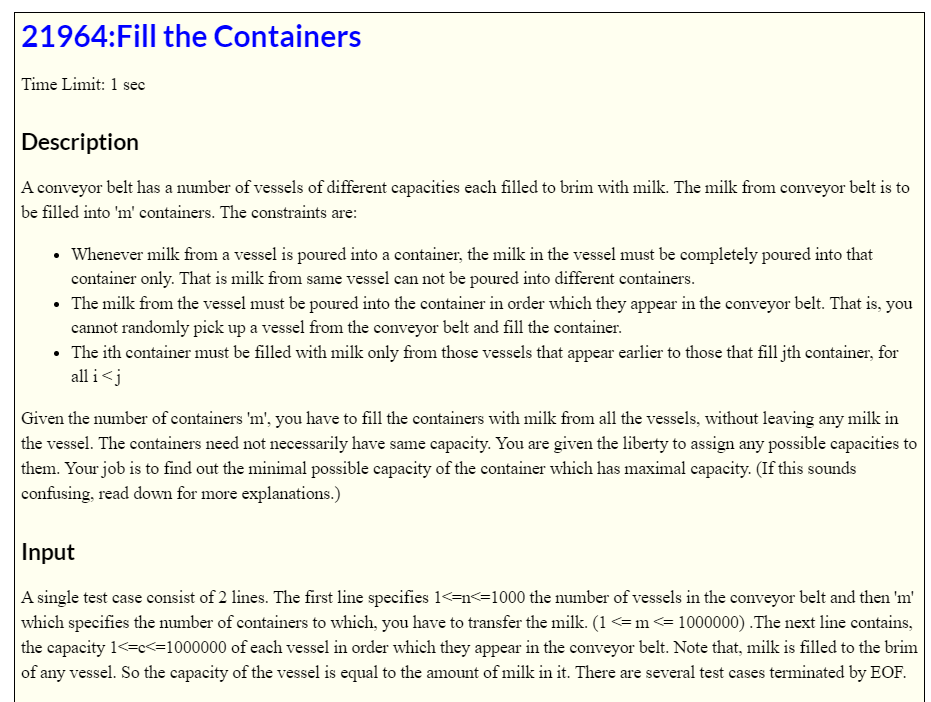 21964:Fill the Containers
Time Limit: 1 sec
Description
A conveyor belt has a number of vessels of different capacities each filled to brim with milk. The milk from conveyor belt is to
be filled into 'm' containers. The constraints are:
• Whenever milk from a vessel is poured into a container, the milk in the vessel must be completely poured into that
container only. That is milk from same vessel can not be poured into different containers.
• The milk from the vessel must be poured into the container in order which they appear in the conveyor belt. That is, you
cannot randomly pick up a vessel from the conveyor belt and fill the container.
• The ith container must be filled with milk only from those vessels that appear earlier to those that fill jth container, for
all i < j
Given the number of containers 'm', you have to fill the containers with milk from all the vessels, without leaving any milk in
the vessel. The containers need not necessarily have same capacity. You are given the liberty to assign any possible capacities to
them. Your job is to find out the minimal possible capacity of the container which has maximal capacity. (If this sounds
confusing, read down for more explanations.)
Input
A single test case consist of 2 lines. The first line specifies 1<=n<=1000 the number of vessels in the conveyor belt and then 'm'
which specifies the number of containers to which, you have to transfer the milk. (1 <= m <= 1000000) .The next line contains,
the capacity 1<=c<=1000000 of each vessel in order which they appear in the conveyor belt. Note that, milk is filled to the brim
of any vessel. So the capacity of the vessel is equal to the amount of milk in it. There are several test cases terminated by EOF.